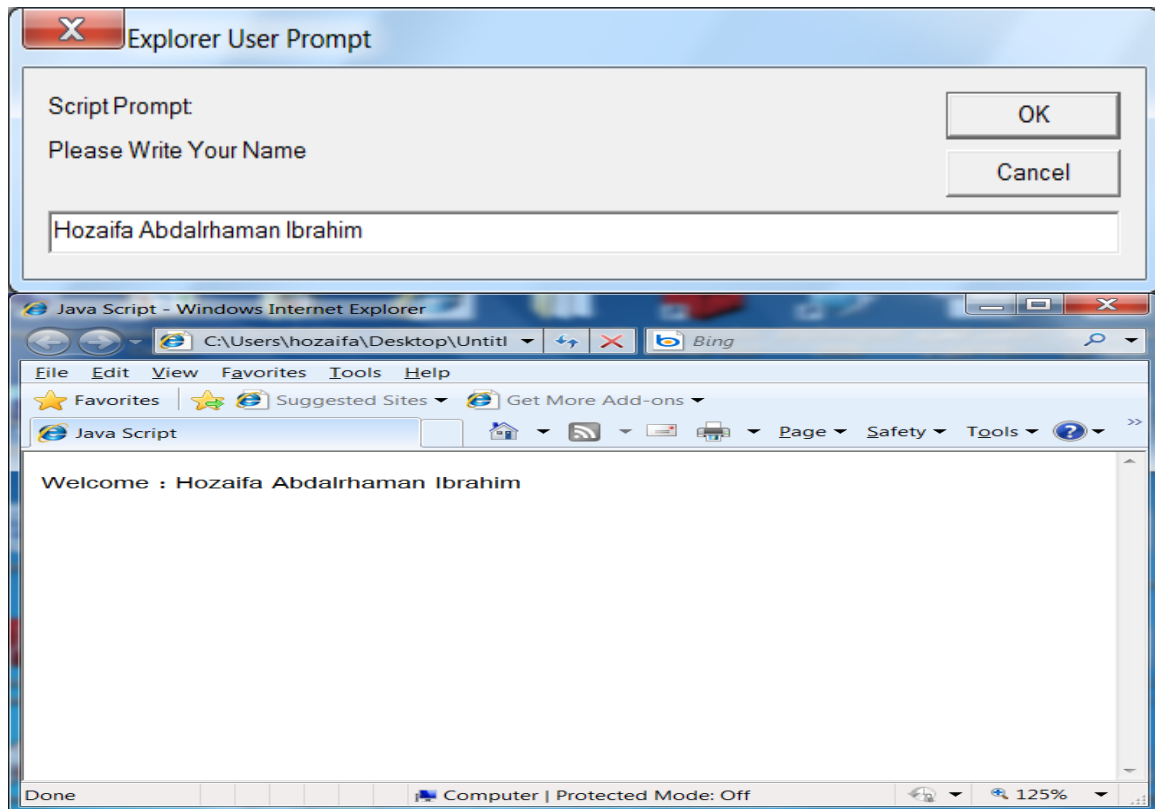 X
Explorer User Prompt
Script Prompt:
OK
Please Write Your Name
Cancel
Hozaifa Abdalrhaman Ibrahim
Java Script - Windows Internet Explorer
C:\Users\hozaifa\Desktop\Untitl
Bing
File Edit View Favorites Tools Help
Favorites Suggested Sites Get More Add-ons
Java Script Page Safety Tools
Welcome : Hozaifa Abdalrhaman Ibrahim
Done Computer | Protected Mode: Off 125%